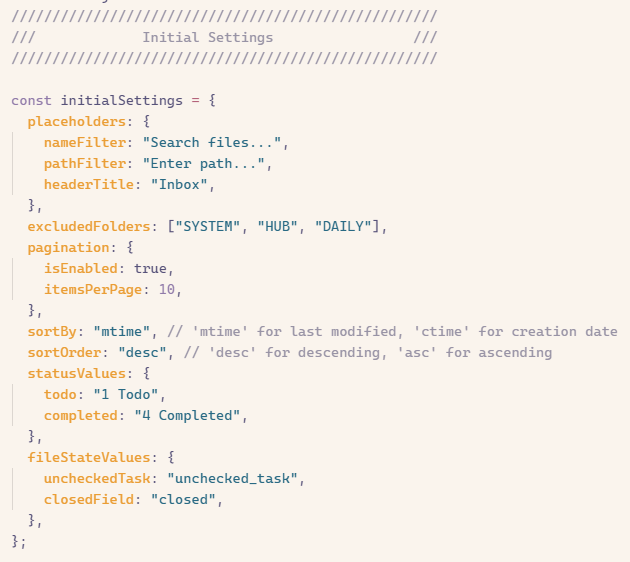 ////////////////////////////////////////////////////
///             Initial Settings                 ///
////////////////////////////////////////////////////

const initialSettings = {
  placeholders: {
    nameFilter: "Search files...",
    pathFilter: "Enter path...",
    headerTitle: "Inbox",
  },
  excludedFolders: ["SYSTEM", "HUB", "DAILY"],
  pagination: {
    isEnabled: true,
    itemsPerPage: 10,
  },
  sortBy: "mtime", // 'mtime' for last modified, 'ctime' for creation date
  sortOrder: "desc", // 'desc' for descending, 'asc' for ascending
  statusValues: {
    todo: "1 Todo",
    completed: "4 Completed",
  },
  fileStateValues: {
    uncheckedTask: "unchecked_task",
    closedField: "closed",
  },
};